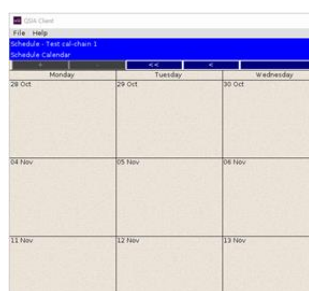 Client
File Help
Schedule - Test cal-chain 1
Schedule Calendar
+ - << <
Monday Tuesday Wednesday
28 Oct 29 Oct 30 Oct
04 Nov 05 Nov 06 Nov
11 Nov 12 Nov 13 Nov